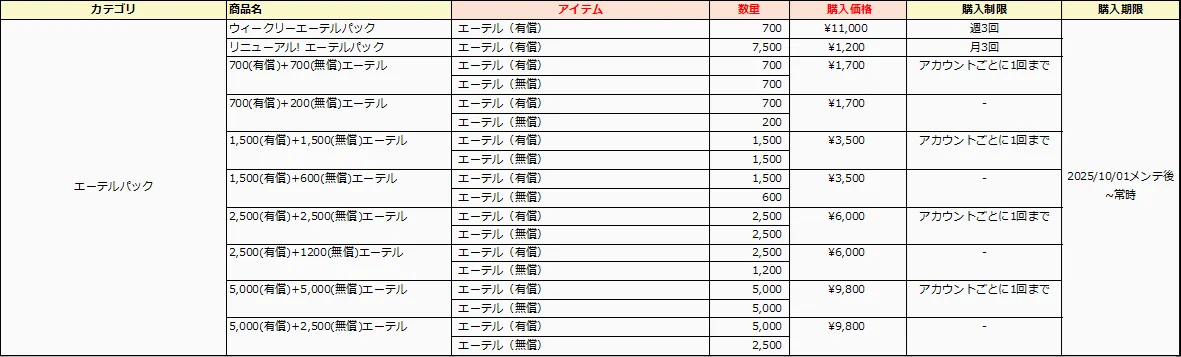 カテゴリ 商品名 アイテム 数量 購入価格 購入制限 購入期限
ウィークリーエーテルパック エーテル（有償） 700 ¥11,000 週3回
リニューアル! エーテルパック エーテル（有償） 7,500 ¥1,200 月3回
700(有償)+700(無償)エーテル エーテル（有償） 700 ¥1,700 アカウントごとに1回まで
エーテル（無償） 700
700(有償)+200(無償)エーテル エーテル（有償） 700 ¥1,700 -
エーテル（無償） 200
1,500(有償)+1,500(無償)エーテル エーテル（有償） 1,500 ¥3,500 アカウントごとに1回まで
エーテル（無償） 1,500
1,500(有償)+600(無償)エーテル エーテル（有償） 1,500 ¥3,500 -
エーテルパック 2025/10/01メンテ後
~常時
エーテル（無償） 600
2,500(有償)+2,500(無償)エーテル エーテル（有償） 2,500 ¥6,000 アカウントごとに1回まで
エーテル（無償） 2,500
2,500(有償)+1200(無償)エーテル エーテル（有償） 2,500 ¥6,000 -
エーテル（無償） 1,200
5,000(有償)+5,000(無償)エーテル エーテル（有償） 5,000 ¥9,800 アカウントごとに1回まで
エーテル（無償） 5,000
5,000(有償)+2,500(無償)エーテル エーテル（有償） 5,000 ¥9,800 -
エーテル（無償） 2,500